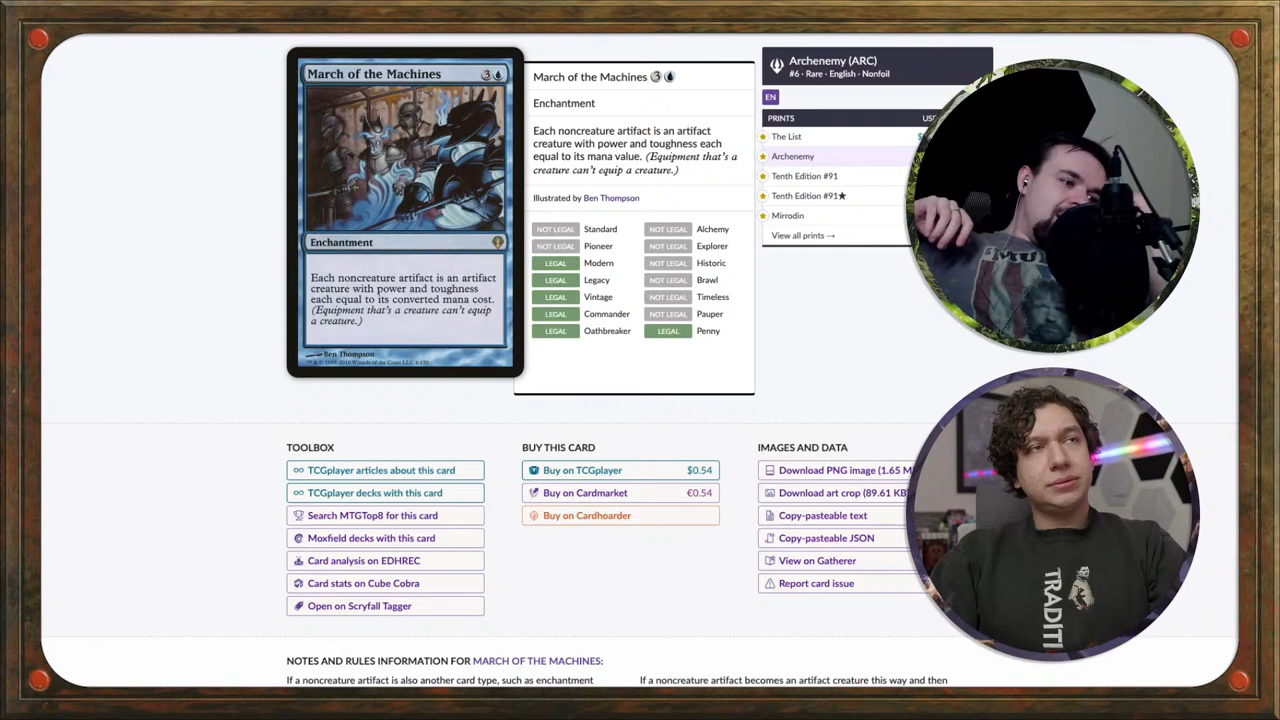 March of the Machines 3
Enchantment
Each noncreature artifact is an artifact
creature with power and toughness
each equal to its converted mana cost.
(Equipment that's a creature can't equip
a creature.)
Ben Thompson
March of the Machines 3
Enchantment
Each noncreature artifact is an artifact
creature with power and toughness each
equal to its mana value. (Equipment that's a
creature can't equip a creature.)
Illustrated by Ben Thompson
NOT LEGAL Standard NOT LEGAL Alchemy
NOT LEGAL Pioneer NOT LEGAL Explorer
LEGAL Modern NOT LEGAL Historic
LEGAL Legacy NOT LEGAL Brawl
LEGAL Vintage NOT LEGAL Timeless
LEGAL Commander NOT LEGAL Pauper
LEGAL Oathbreaker LEGAL Penny
Archenemy (ARC)
#6 · Rare · English · Nonfoil
EN
PRINTS
The List
Archenemy
Tenth Edition #91
Tenth Edition #91★
Mirrodin
View all prints →
TOOLBOX
TCGplayer articles about this card
TCGplayer decks with this card
Search MTGTop8 for this card
Moxfield decks with this card
Card analysis on EDHREC
Card stats on Cube Cobra
Open on Scryfall Tagger
BUY THIS CARD
Buy on TCGplayer $0.54
Buy on Cardmarket €0.54
Buy on Cardhoarder
IMAGES AND DATA
Download PNG image (1.65 M
Download art crop (89.61 KB)
Copy-pasteable text
Copy-pasteable JSON
View on Gatherer
Report card issue
TRADITI
NOTES AND RULES INFORMATION FOR MARCH OF THE MACHINES:
If a noncreature artifact is also another card type, such as enchantment
If a noncreature artifact becomes an artifact creature this way and then